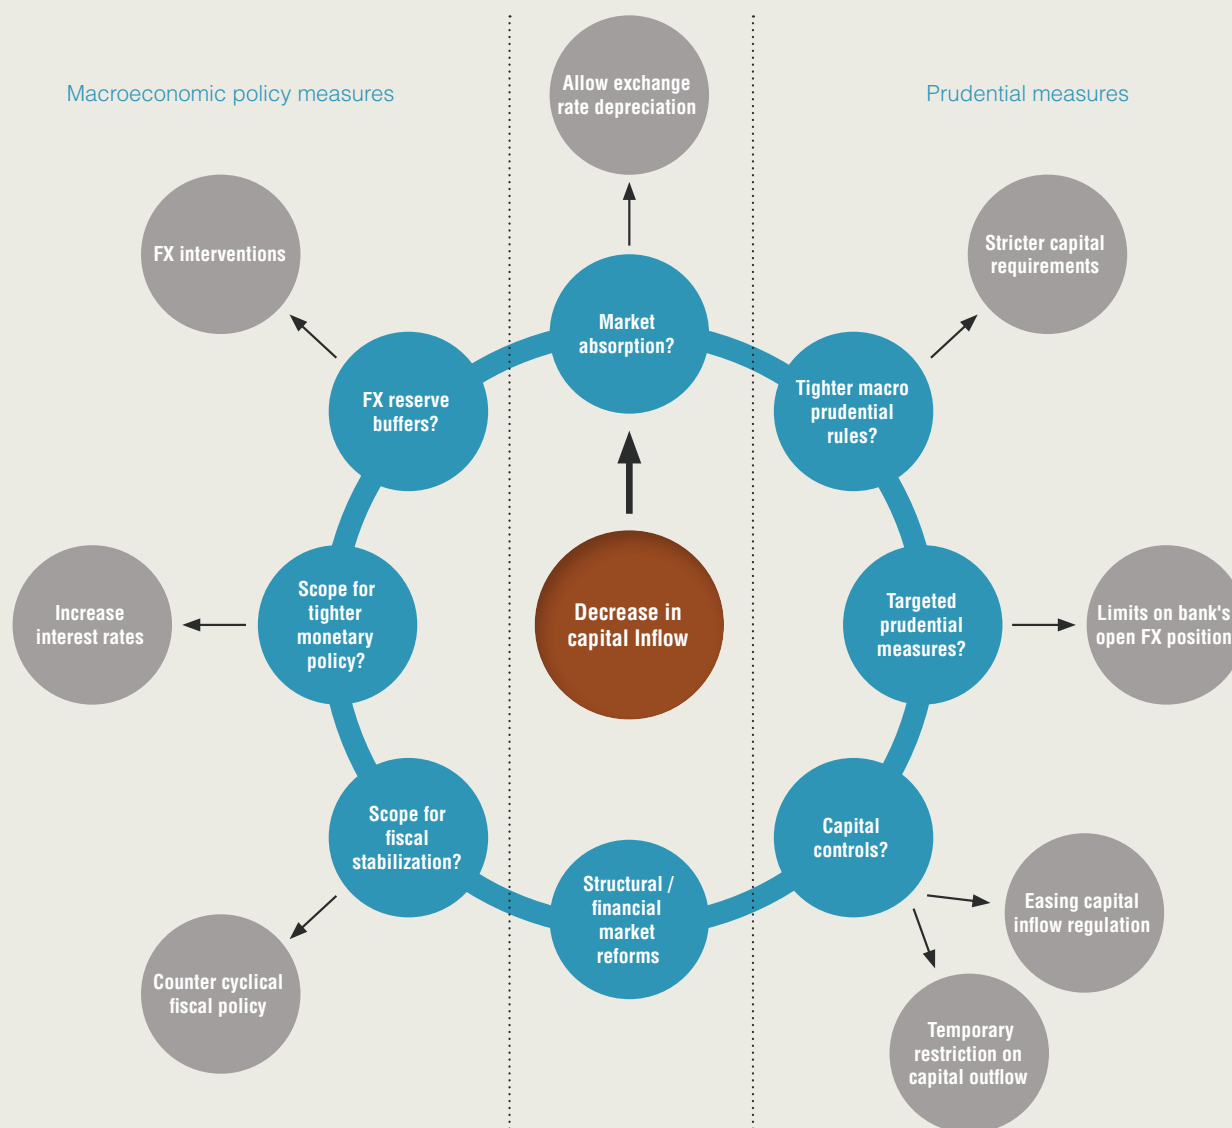 Macroeconomic policy measures
Allow exchange
rate depreciation
Prudential measures
FX interventions
Stricter capital
requirements
Market
absorption?
FX reserve
buffers?
Tighter macro
prudential
rules?
Increase
interest rates
Scope for
tighter
monetary
policy?
Decrease in
capital Inflow
Targeted
prudential
measures?
Limits on bank's
open FX position
Scope for
fiscal
stabilization?
Capital
controls?
Structural /
financial
market
reforms
Easing capital
inflow regulation
Counter cyclical
fiscal policy
Temporary
restriction on
capital outflow